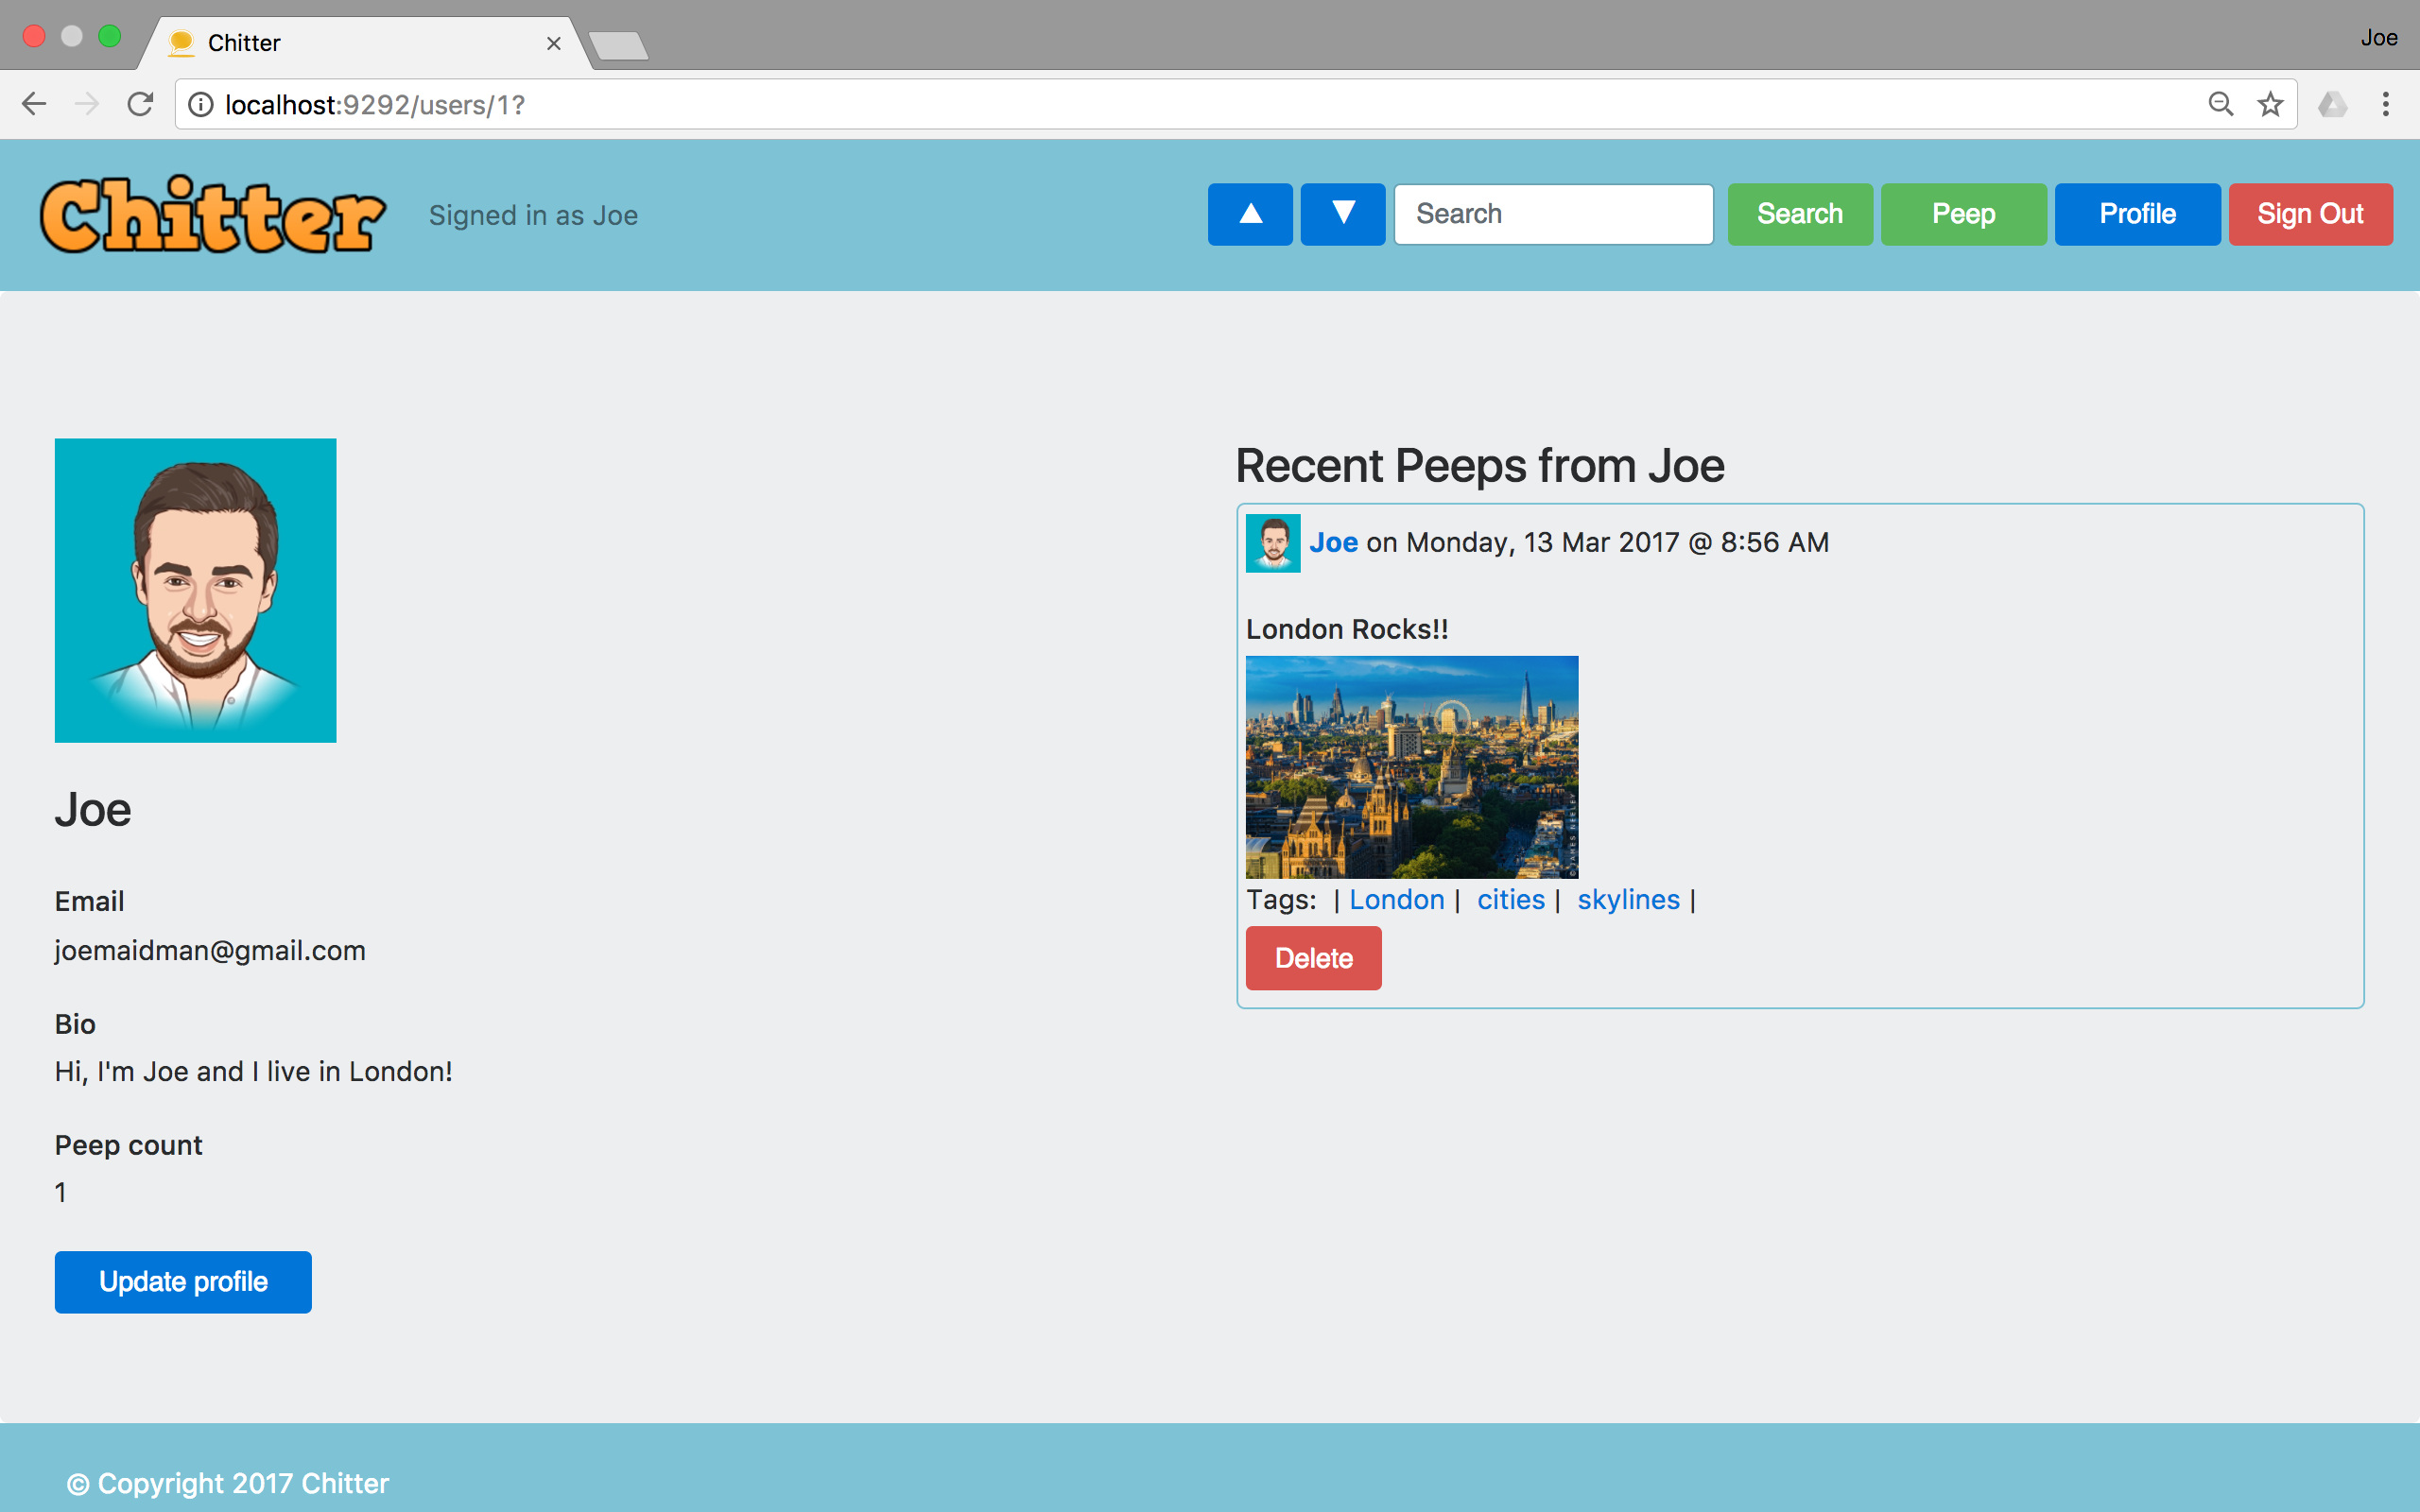 Chitter
Joe
localhost:9292/users/1?
Chitter
Signed in as Joe
▲ ▼ Search Search Peep Profile Sign Out
Joe
Email
joemaidman@gmail.com
Bio
Hi, I'm Joe and I live in London!
Peep count
1
Update profile
Recent Peeps from Joe
Joe on Monday, 13 Mar 2017 @ 8:56 AM
London Rocks!!
Tags: | London | cities | skylines |
Delete
© Copyright 2017 Chitter